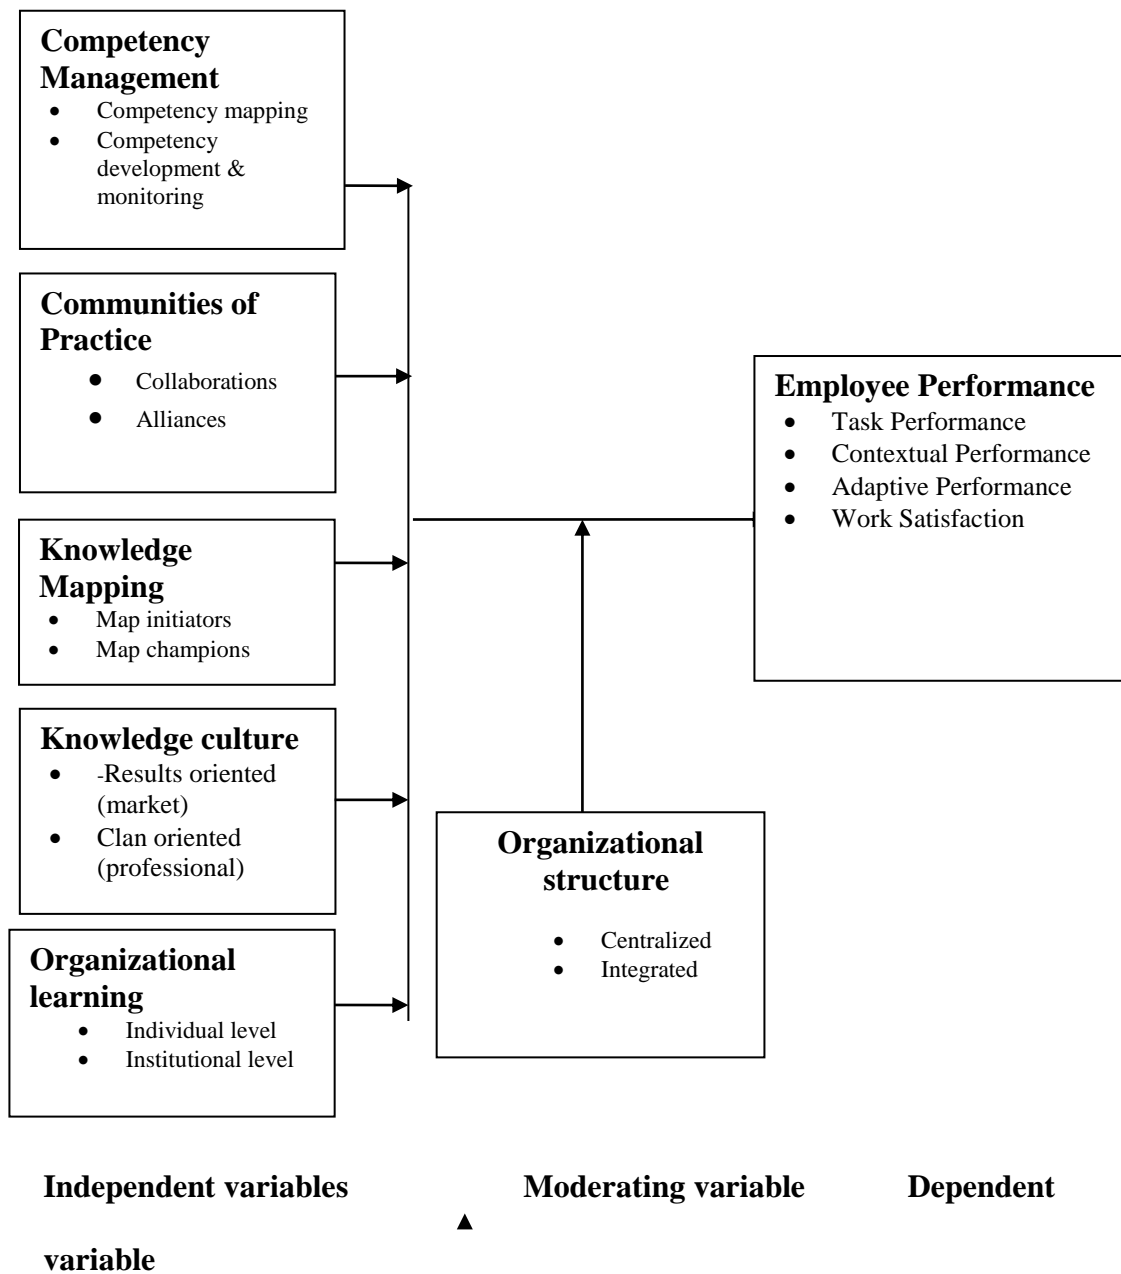 Competency
Management
• Competency mapping
• Competency
development &
monitoring
Communities of
Practice
• Collaborations
• Alliances
Knowledge
Mapping
• Map initiators
• Map champions
Knowledge culture
• -Results oriented
(market)
• Clan oriented
(professional)
Organizational
learning
• Individual level
• Institutional level
Organizational
structure
• Centralized
• Integrated
Employee Performance
• Task Performance
• Contextual Performance
• Adaptive Performance
• Work Satisfaction
Independent variables Moderating variable Dependent
variable